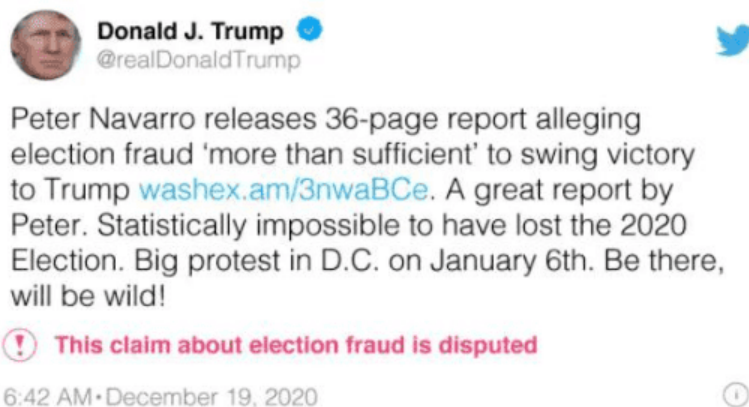 Donald J. Trump
@realDonaldTrump
Peter Navarro releases 36-page report alleging
election fraud ‘more than sufficient’ to swing victory
to Trump washex.am/3nwaBCe. A great report by
Peter. Statistically impossible to have lost the 2020
Election. Big protest in D.C. on January 6th. Be there,
will be wild!
This claim about election fraud is disputed
6:42 AM•December 19, 2020